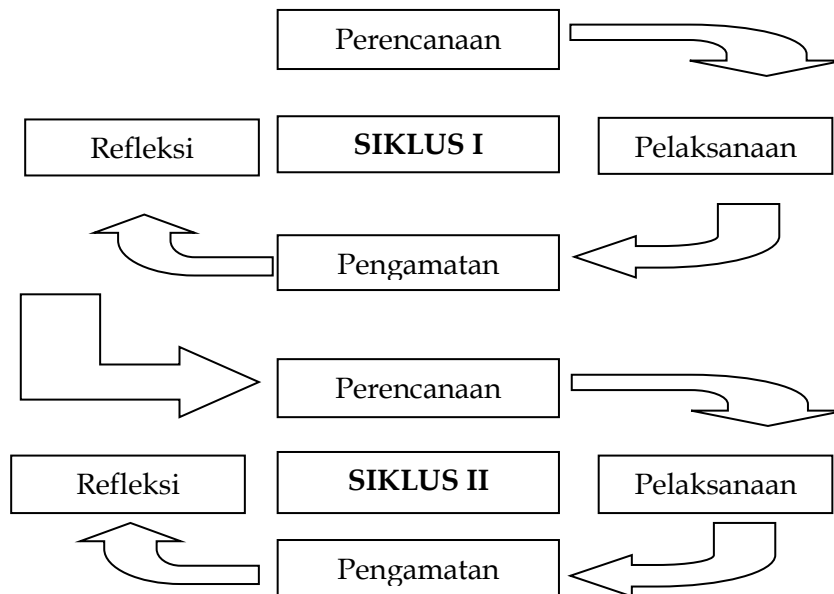 Perencanaan
Refleksi
SIKLUS I
Pelaksanaan
Pengamatan
Perencanaan
Refleksi
SIKLUS II
Pelaksanaan
Pengamatan